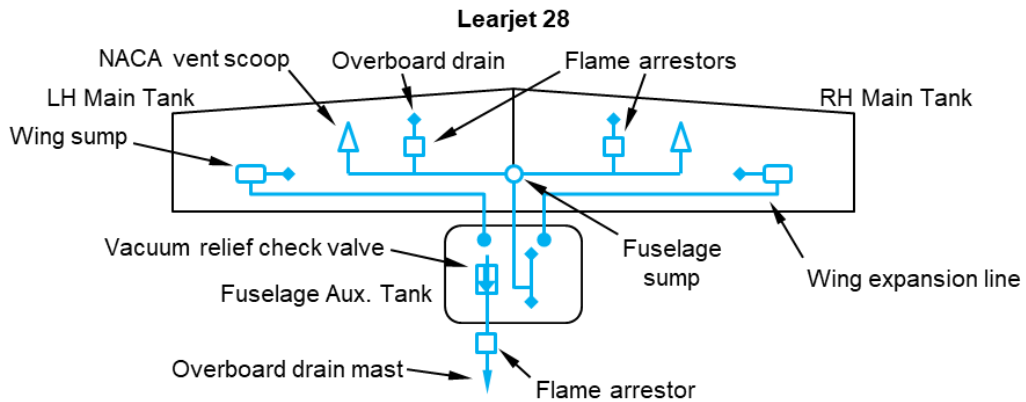 Learjet 28
NACA vent scoop
Overboard drain
Flame arrestors
LH Main Tank
RH Main Tank
Wing sump
Vacuum relief check valve
Fuselage
sump
Wing expansion line
Fuselage Aux. Tank
Overboard drain mast
Flame arrestor